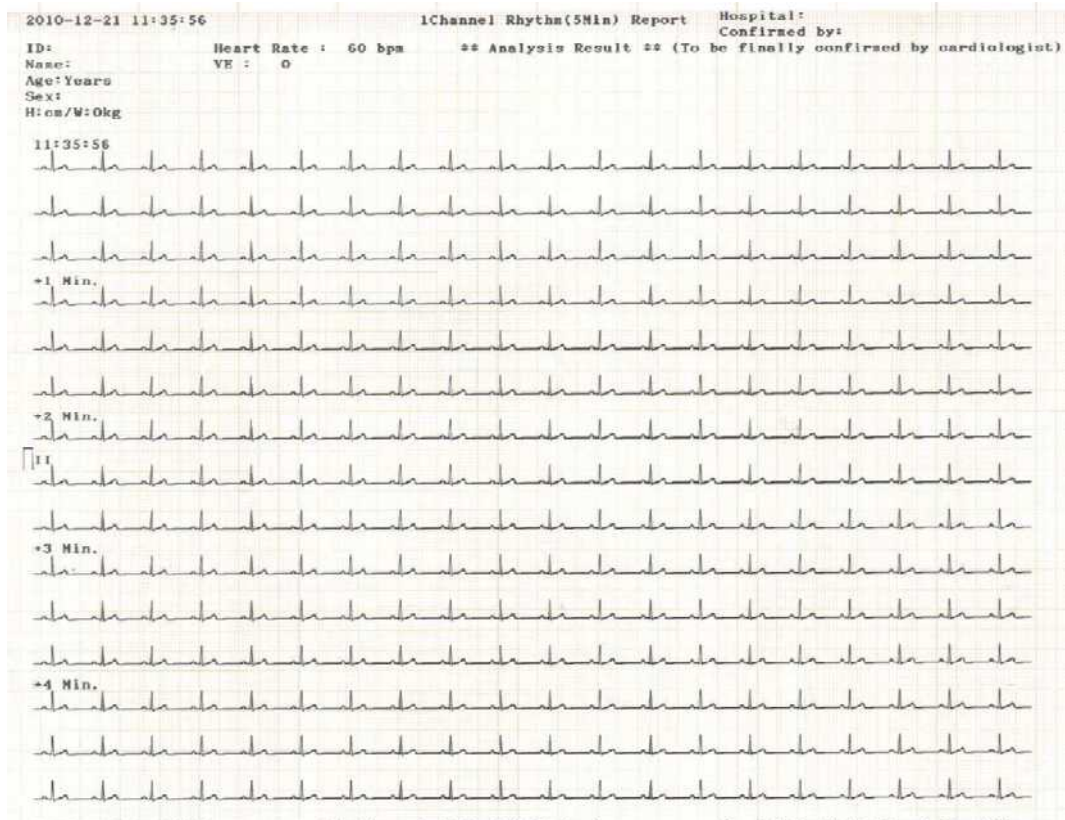 2010-12-21 11:35:56 1Channel Rhythm(5Min) Report Hospital:
Confirmed by:
ID: Heart Rate : 60 bpm ** Analysis Result ** (To be finally confirmed by cardiologist)
Name: VE : 0
Age:Years
Sex:
H:cm/W:0kg
11:35:56
+1 Min.
+2 Min.
II
+3 Min.
+4 Min.